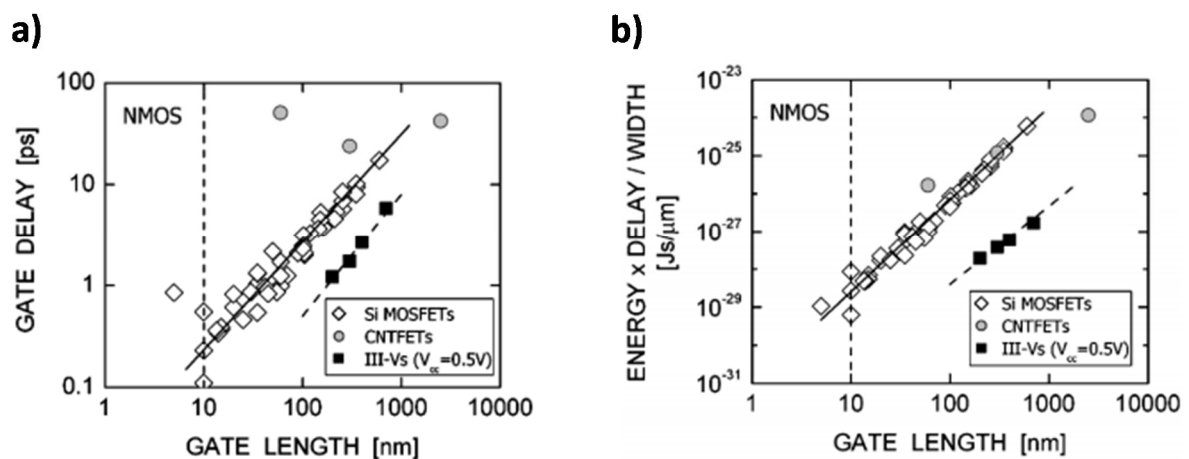 a)
GATE DELAY [ps]
100
10
1
0.1
NMOS
Si MOSFETs
CNTFETs
III-Vs (Vcc=0.5V)
1
10
100
1000
10000
GATE LENGTH [nm]
b)
ENERGY x DELAY / WIDTH
[Js/μm]
10-23
10-25
10-27
10-29
10-31
NMOS
Si MOSFETs
CNTFETs
III-Vs (Vcc=0.5V)
1
10
100
1000
10000
GATE LENGTH [nm]